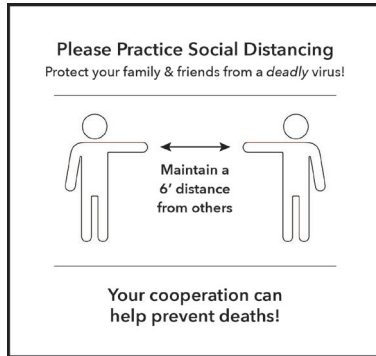 Please Practice Social Distancing
Protect your family & friends from a deadly virus!
Maintain a
6’ distance
from others
Your cooperation can
help prevent deaths!